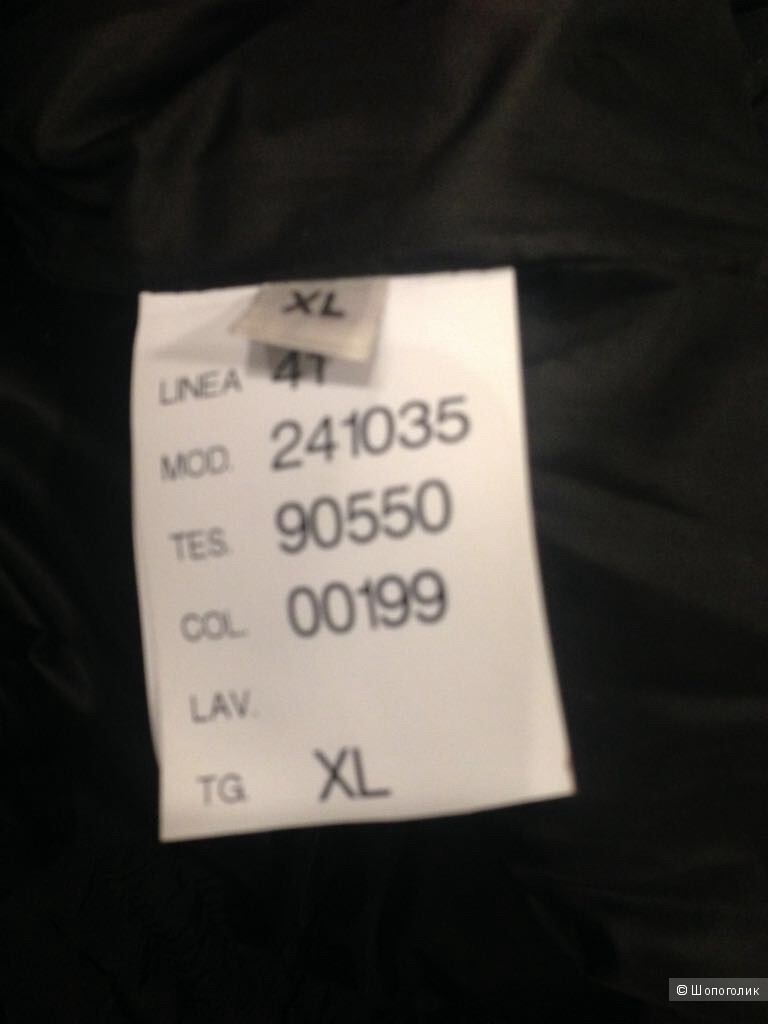 XL
LINEA 41
MOD. 241035
TES. 90550
COL. 00199
LAV.
TG. XL
© Шопоголик